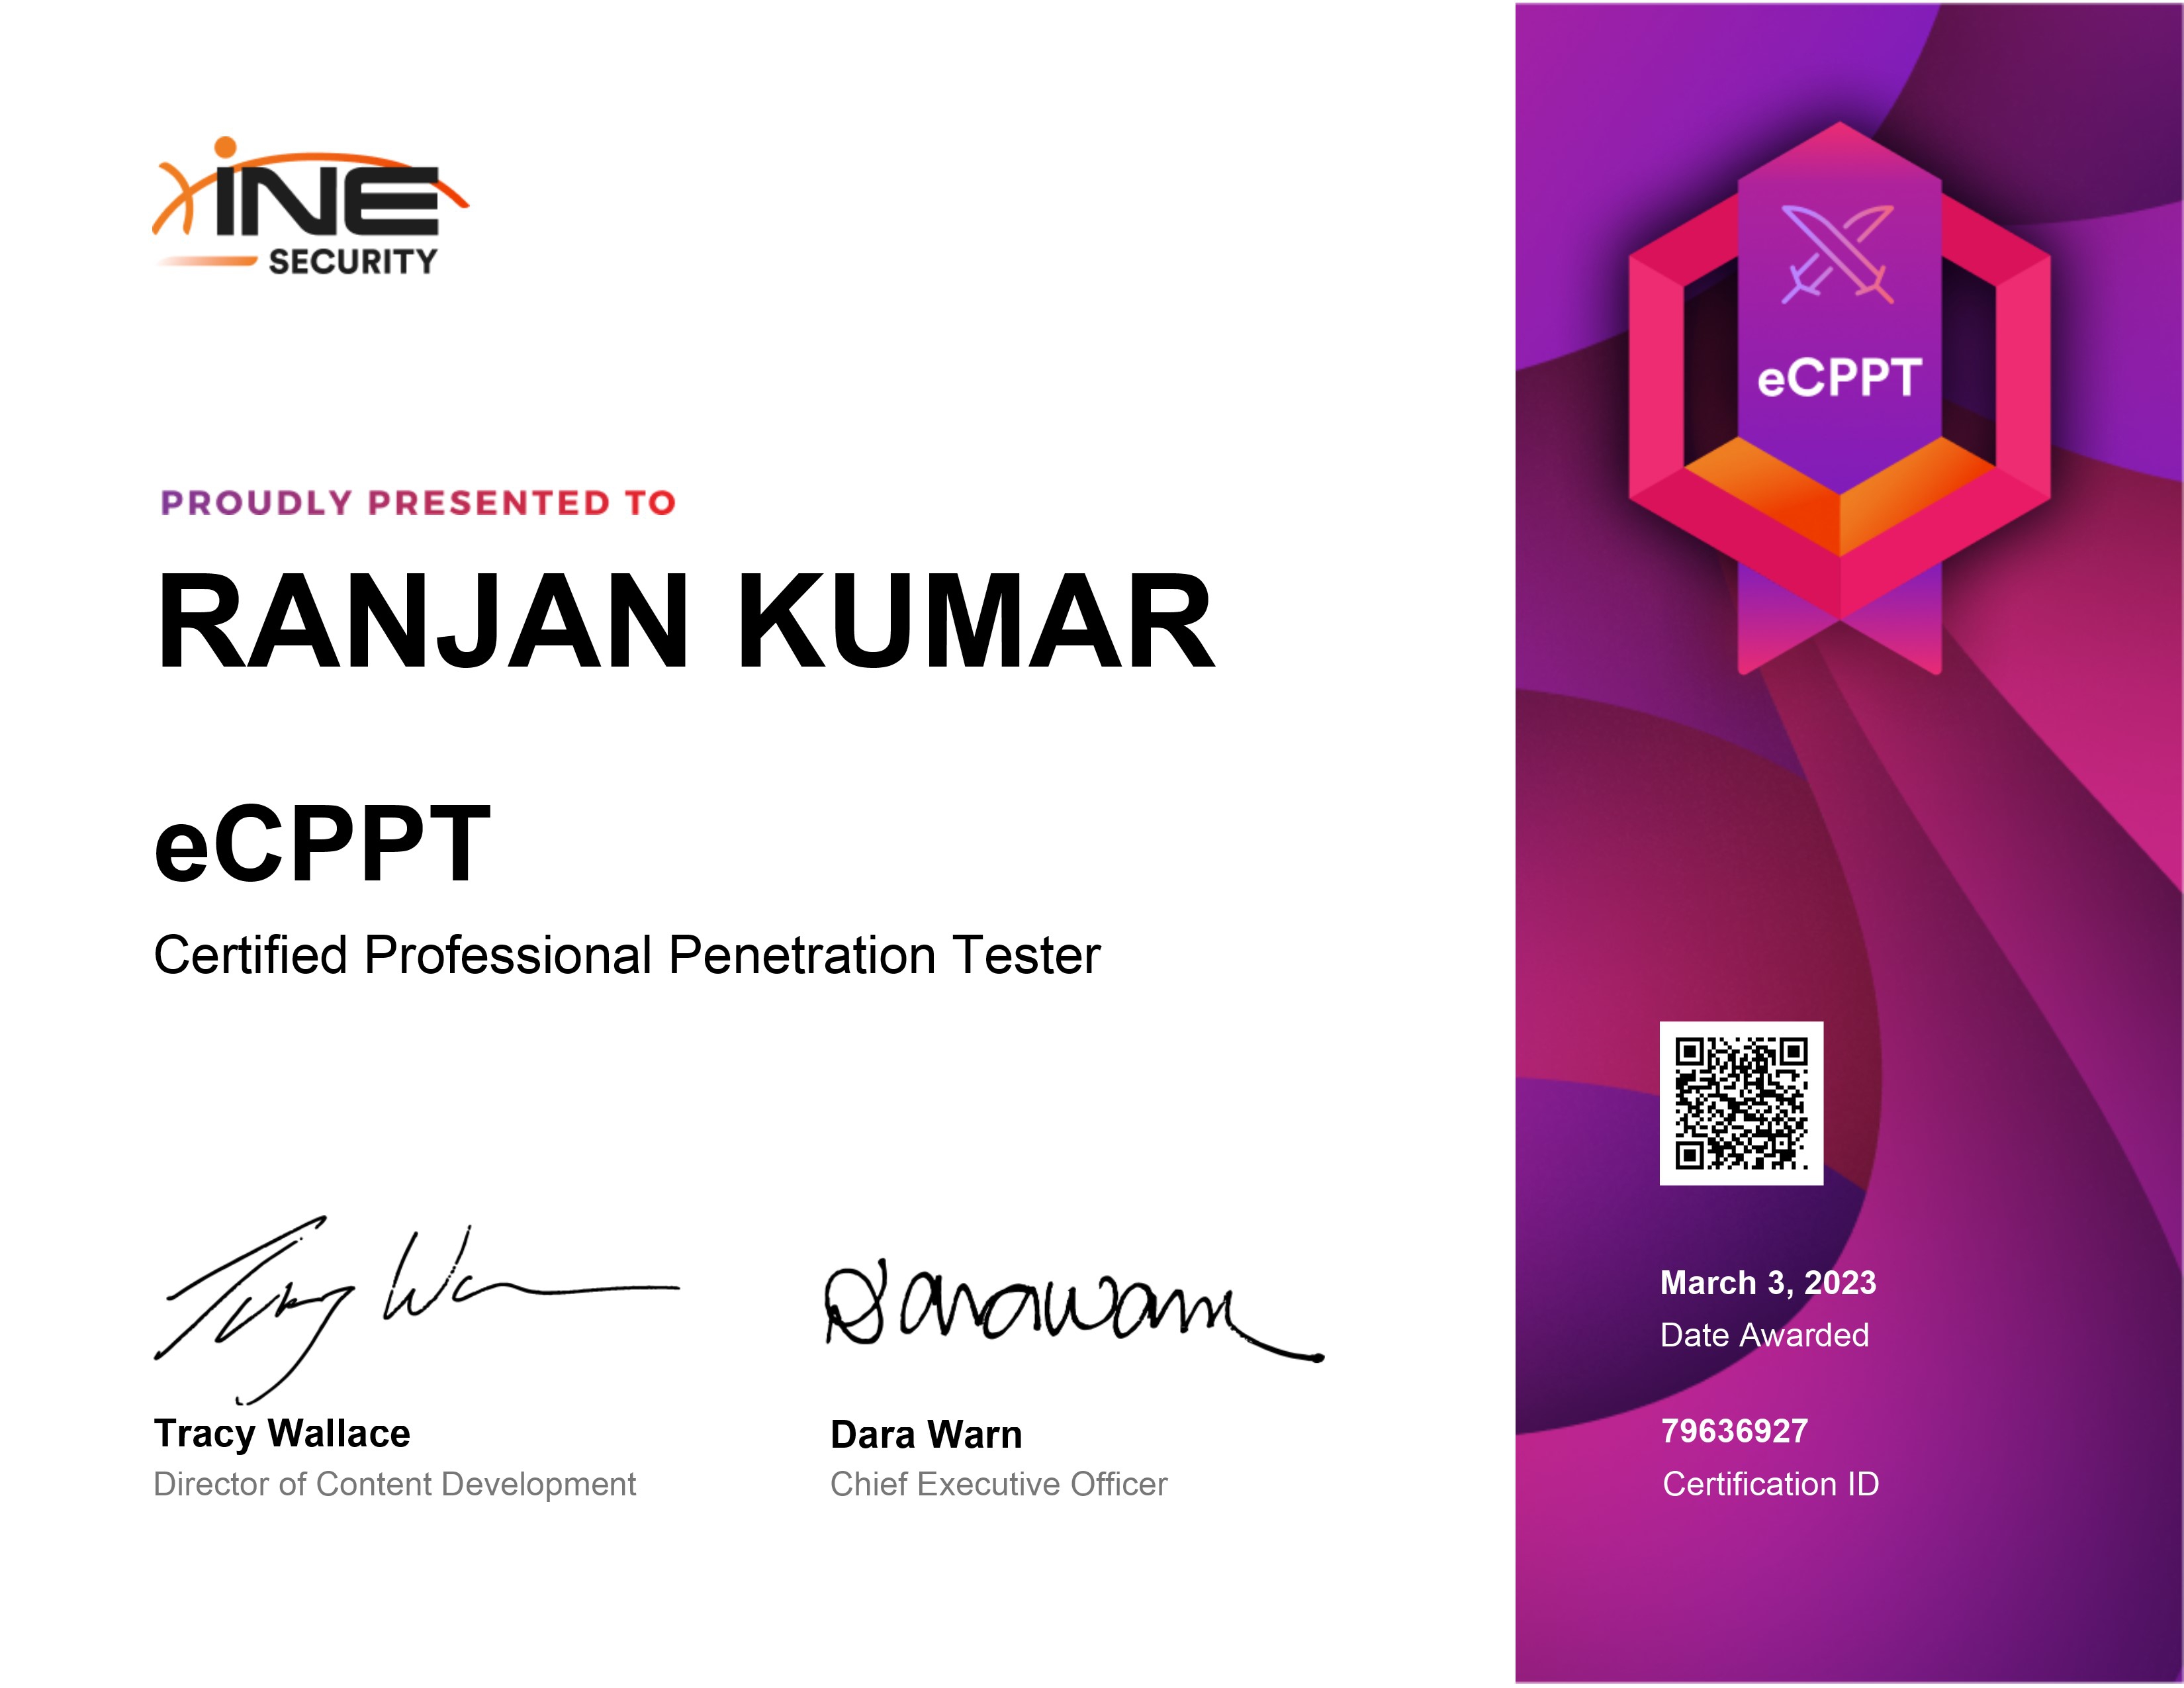 INE
SECURITY
PROUDLY PRESENTED TO
RANJAN KUMAR
eCPPT
Certified Professional Penetration Tester
Tracy Wallace
Director of Content Development
Dara Warn
Chief Executive Officer
eCPPT
March 3, 2023
Date Awarded
79636927
Certification ID